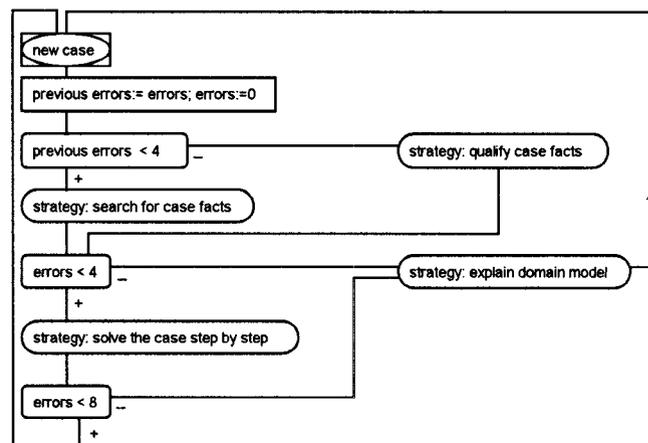 new case
previous errors:= errors; errors:=0
previous errors < 4
–
strategy: qualify case facts
+
strategy: search for case facts
errors < 4
–
strategy: explain domain model
+
strategy: solve the case step by step
errors < 8
–
+